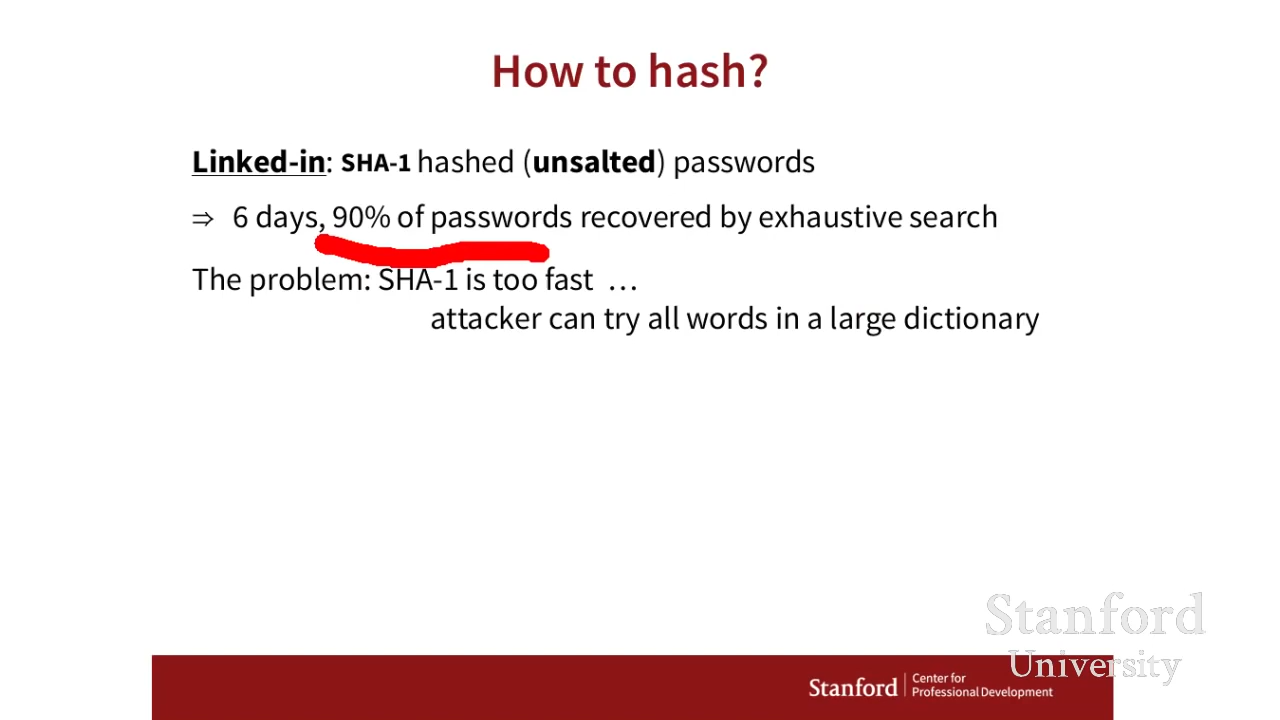 How to hash?
Linked-in: SHA-1 hashed (unsalted) passwords
⇒ 6 days, 90% of passwords recovered by exhaustive search
The problem: SHA-1 is too fast …
attacker can try all words in a large dictionary
Stanford
University
Stanford
Center for
Professional Development